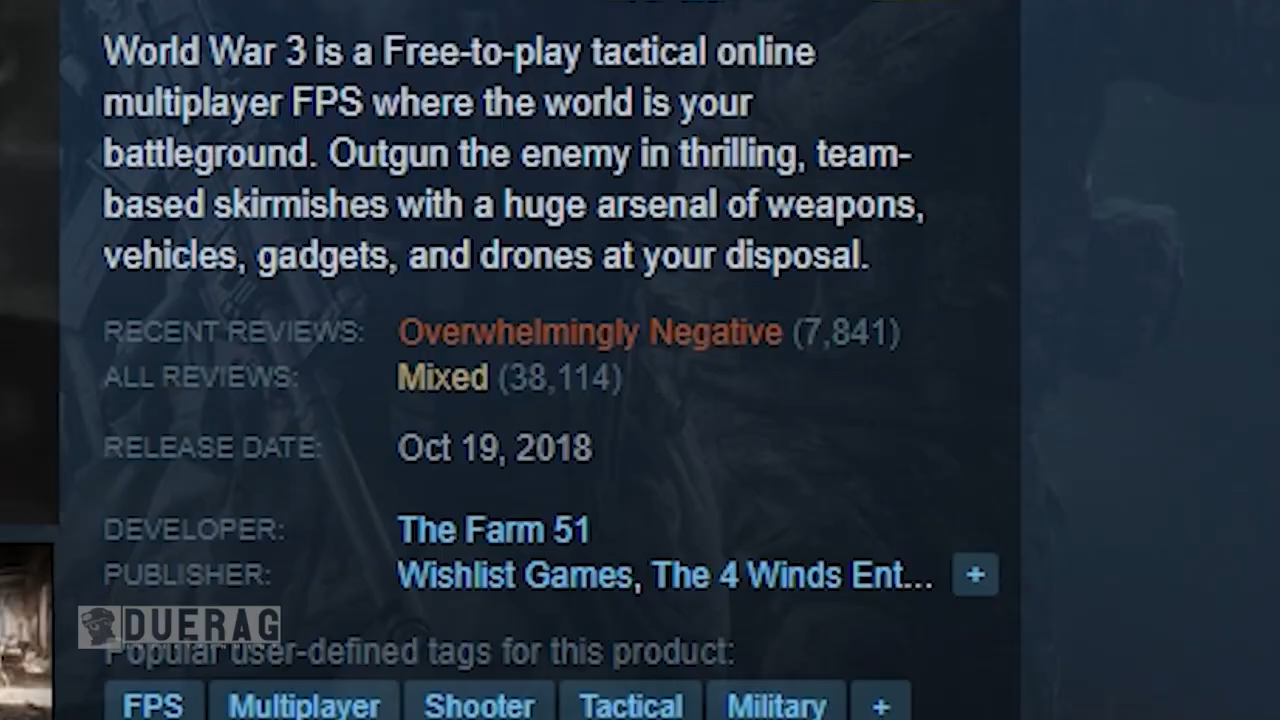 World War 3 is a Free-to-play tactical online
multiplayer FPS where the world is your
battleground. Outgun the enemy in thrilling, team-
based skirmishes with a huge arsenal of weapons,
vehicles, gadgets, and drones at your disposal.
RECENT REVIEWS: Overwhelmingly Negative (7,841)
ALL REVIEWS: Mixed (38,114)
RELEASE DATE: Oct 19, 2018
DEVELOPER: The Farm 51
PUBLISHER: Wishlist Games, The 4 Winds Ent... +
DUERAG
Popular user-defined tags for this product:
FPS Multiplayer Shooter Tactical Military +